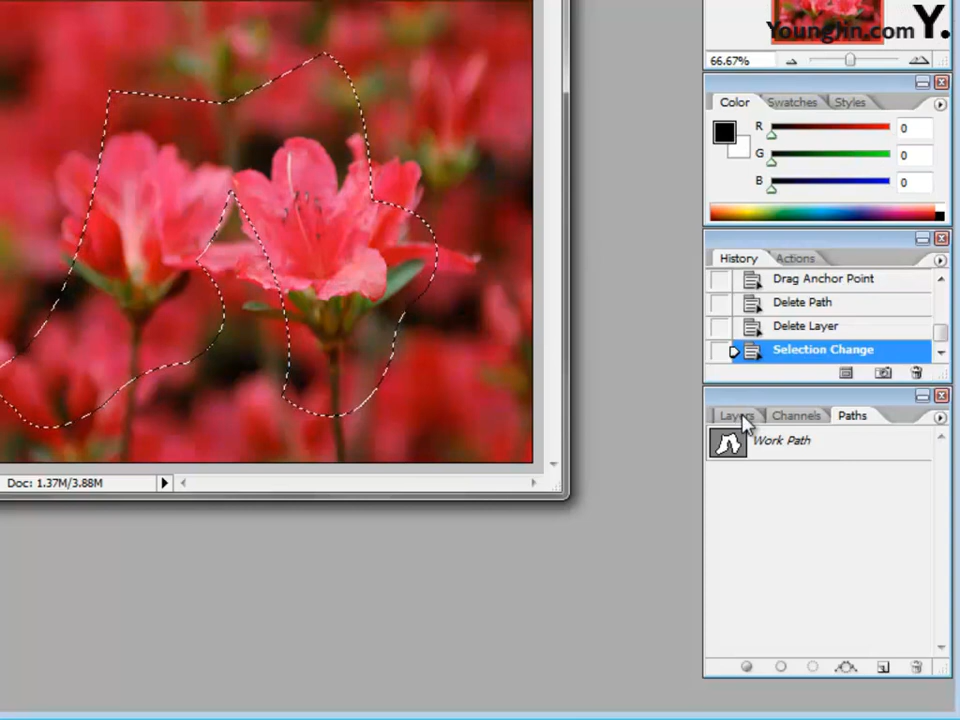 Younghn.com Y.
66.67%
Color Swatches Styles
R 0
G 0
B 0
History Actions
Drag Anchor Point
Delete Path
Delete Layer
Selection Change
Layers Channels Paths
Work Path
Doc: 1.37M/3.88M